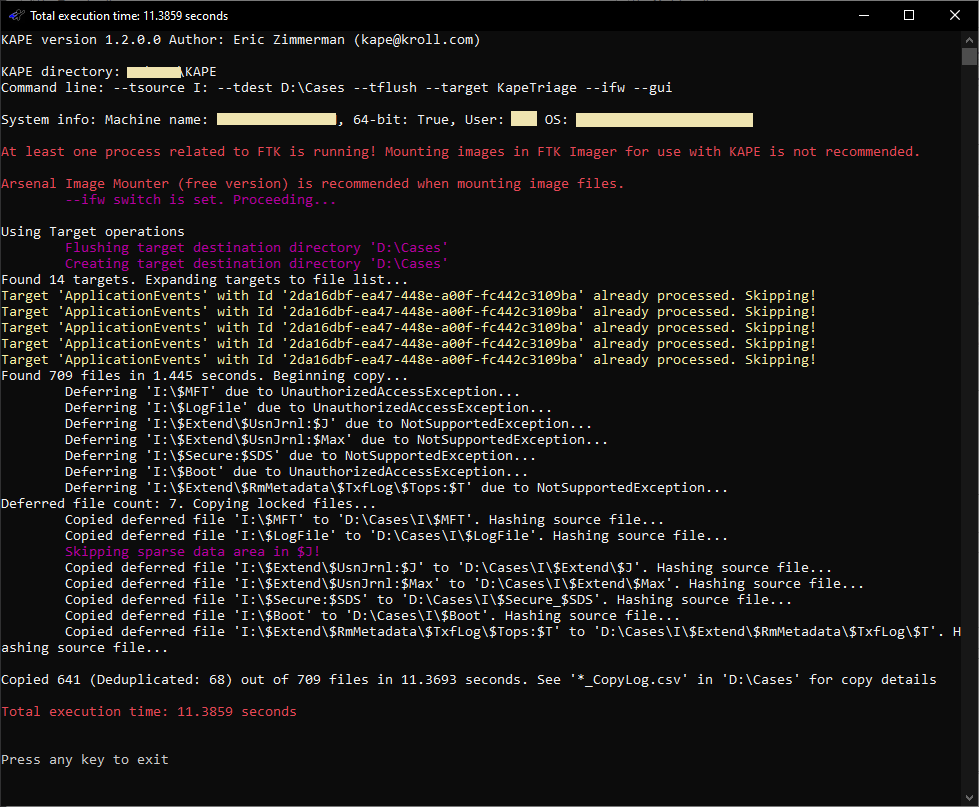 Total execution time: 11.3859 seconds
KAPE version 1.2.0.0 Author: Eric Zimmerman (kape@kroll.com)
KAPE directory: \KAPE
Command line: --tsource I: --tdest D:\Cases --tflush --target KapeTriage --ifw --gui
System info: Machine name: , 64-bit: True, User: OS:
At least one process related to FTK is running! Mounting images in FTK Imager for use with KAPE is not recommended.
Arsenal Image Mounter (free version) is recommended when mounting image files.
--ifw switch is set. Proceeding...
Using Target operations
Flushing target destination directory 'D:\Cases'
Creating target destination directory 'D:\Cases'
Found 14 targets. Expanding targets to file list...
Target 'ApplicationEvents' with Id '2da16dbf-ea47-448e-a00f-fc442c3109ba' already processed. Skipping!
Target 'ApplicationEvents' with Id '2da16dbf-ea47-448e-a00f-fc442c3109ba' already processed. Skipping!
Target 'ApplicationEvents' with Id '2da16dbf-ea47-448e-a00f-fc442c3109ba' already processed. Skipping!
Target 'ApplicationEvents' with Id '2da16dbf-ea47-448e-a00f-fc442c3109ba' already processed. Skipping!
Target 'ApplicationEvents' with Id '2da16dbf-ea47-448e-a00f-fc442c3109ba' already processed. Skipping!
Found 709 files in 1.445 seconds. Beginning copy...
Deferring 'I:\$MFT' due to UnauthorizedAccessException...
Deferring 'I:\$LogFile' due to UnauthorizedAccessException...
Deferring 'I:\$Extend\$UsnJrnl:$J' due to NotSupportedException...
Deferring 'I:\$Extend\$UsnJrnl:$Max' due to NotSupportedException...
Deferring 'I:\$Secure:$SDS' due to NotSupportedException...
Deferring 'I:\$Boot' due to UnauthorizedAccessException...
Deferring 'I:\$Extend\$RmMetadata\$TxfLog\$Tops:$T' due to NotSupportedException...
Deferred file count: 7. Copying locked files...
Copied deferred file 'I:\$MFT' to 'D:\Cases\I\$MFT'. Hashing source file...
Copied deferred file 'I:\$LogFile' to 'D:\Cases\I\$LogFile'. Hashing source file...
Skipping sparse data area in $J!
Copied deferred file 'I:\$Extend\$UsnJrnl:$J' to 'D:\Cases\I\$Extend\$J'. Hashing source file...
Copied deferred file 'I:\$Extend\$UsnJrnl:$Max' to 'D:\Cases\I\$Extend\$Max'. Hashing source file...
Copied deferred file 'I:\$Secure:$SDS' to 'D:\Cases\I\$Secure_$SDS'. Hashing source file...
Copied deferred file 'I:\$Boot' to 'D:\Cases\I\$Boot'. Hashing source file...
Copied deferred file 'I:\$Extend\$RmMetadata\$TxfLog\$Tops:$T' to 'D:\Cases\I\$Extend\$RmMetadata\$TxfLog\$T'. H
ashing source file...
Copied 641 (Deduplicated: 68) out of 709 files in 11.3693 seconds. See '*_CopyLog.csv' in 'D:\Cases' for copy details
Total execution time: 11.3859 seconds
Press any key to exit